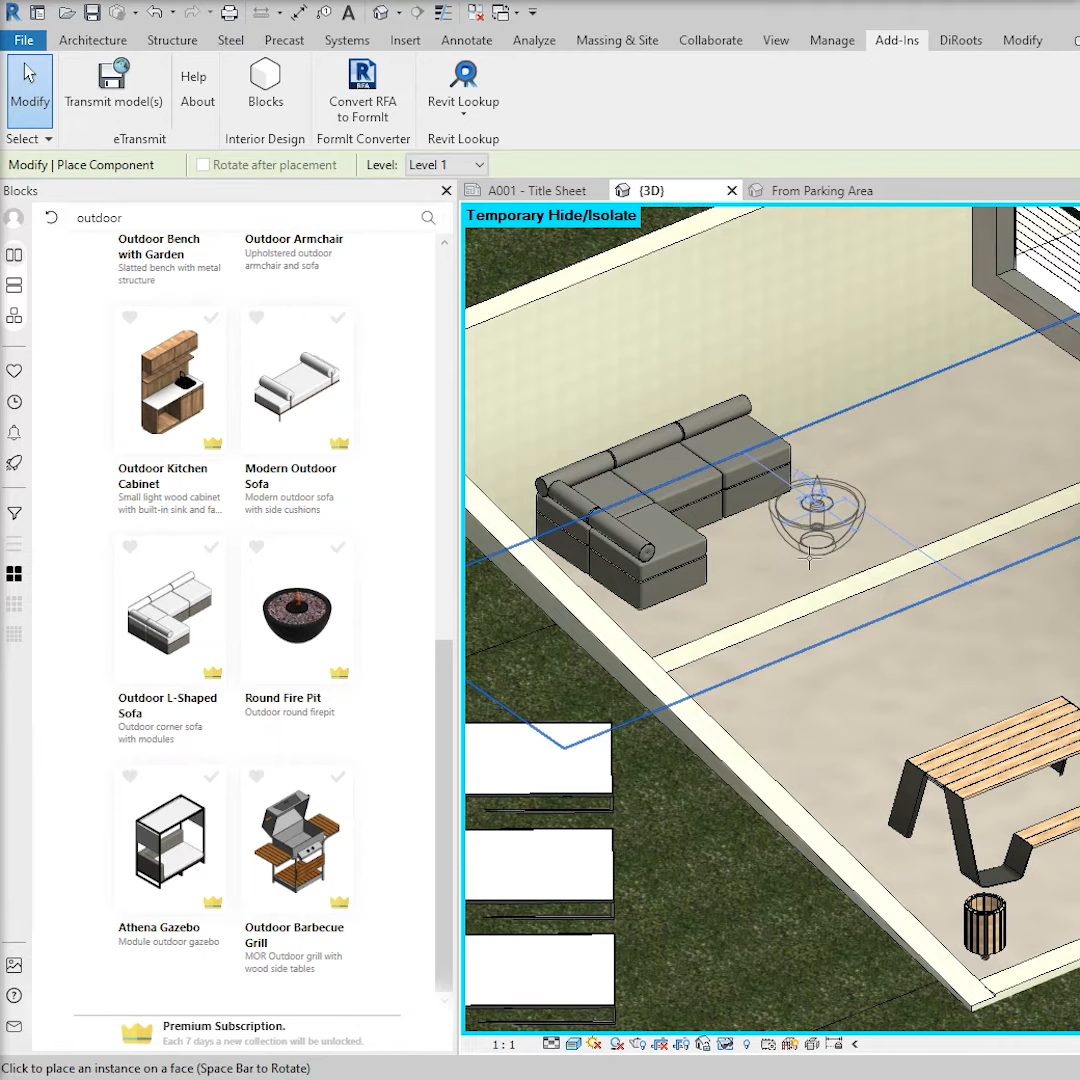 File Architecture Structure Steel Precast Systems Insert Annotate Analyze Massing & Site Collaborate View Manage Add-Ins DiRoots Modify
Modify
Transmit model(s)
Help
About
Blocks
Convert RFA
to FormIt
Revit Lookup
Select eTransmit Interior Design FormIt Converter Revit Lookup
Modify | Place Component Rotate after placement Level: Level 1
Blocks
A001 - Title Sheet {3D} From Parking Area
outdoor
Temporary Hide/Isolate
Outdoor Bench
with Garden
Slatted bench with metal
structure
Outdoor Armchair
Upholstered outdoor
armchair and sofa
Outdoor Kitchen
Cabinet
Small light wood cabinet
with built-in sink and fa...
Modern Outdoor
Sofa
Modern outdoor sofa
with side cushions
Outdoor L-Shaped
Sofa
Outdoor corner sofa
with modules
Round Fire Pit
Outdoor round firepit
Athena Gazebo
Module outdoor gazebo
Outdoor Barbecue
Grill
MOR Outdoor grill with
wood side tables
Premium Subscription.
Each 7 days a new collection will be unlocked.
1 : 1
Click to place an instance on a face (Space Bar to Rotate)